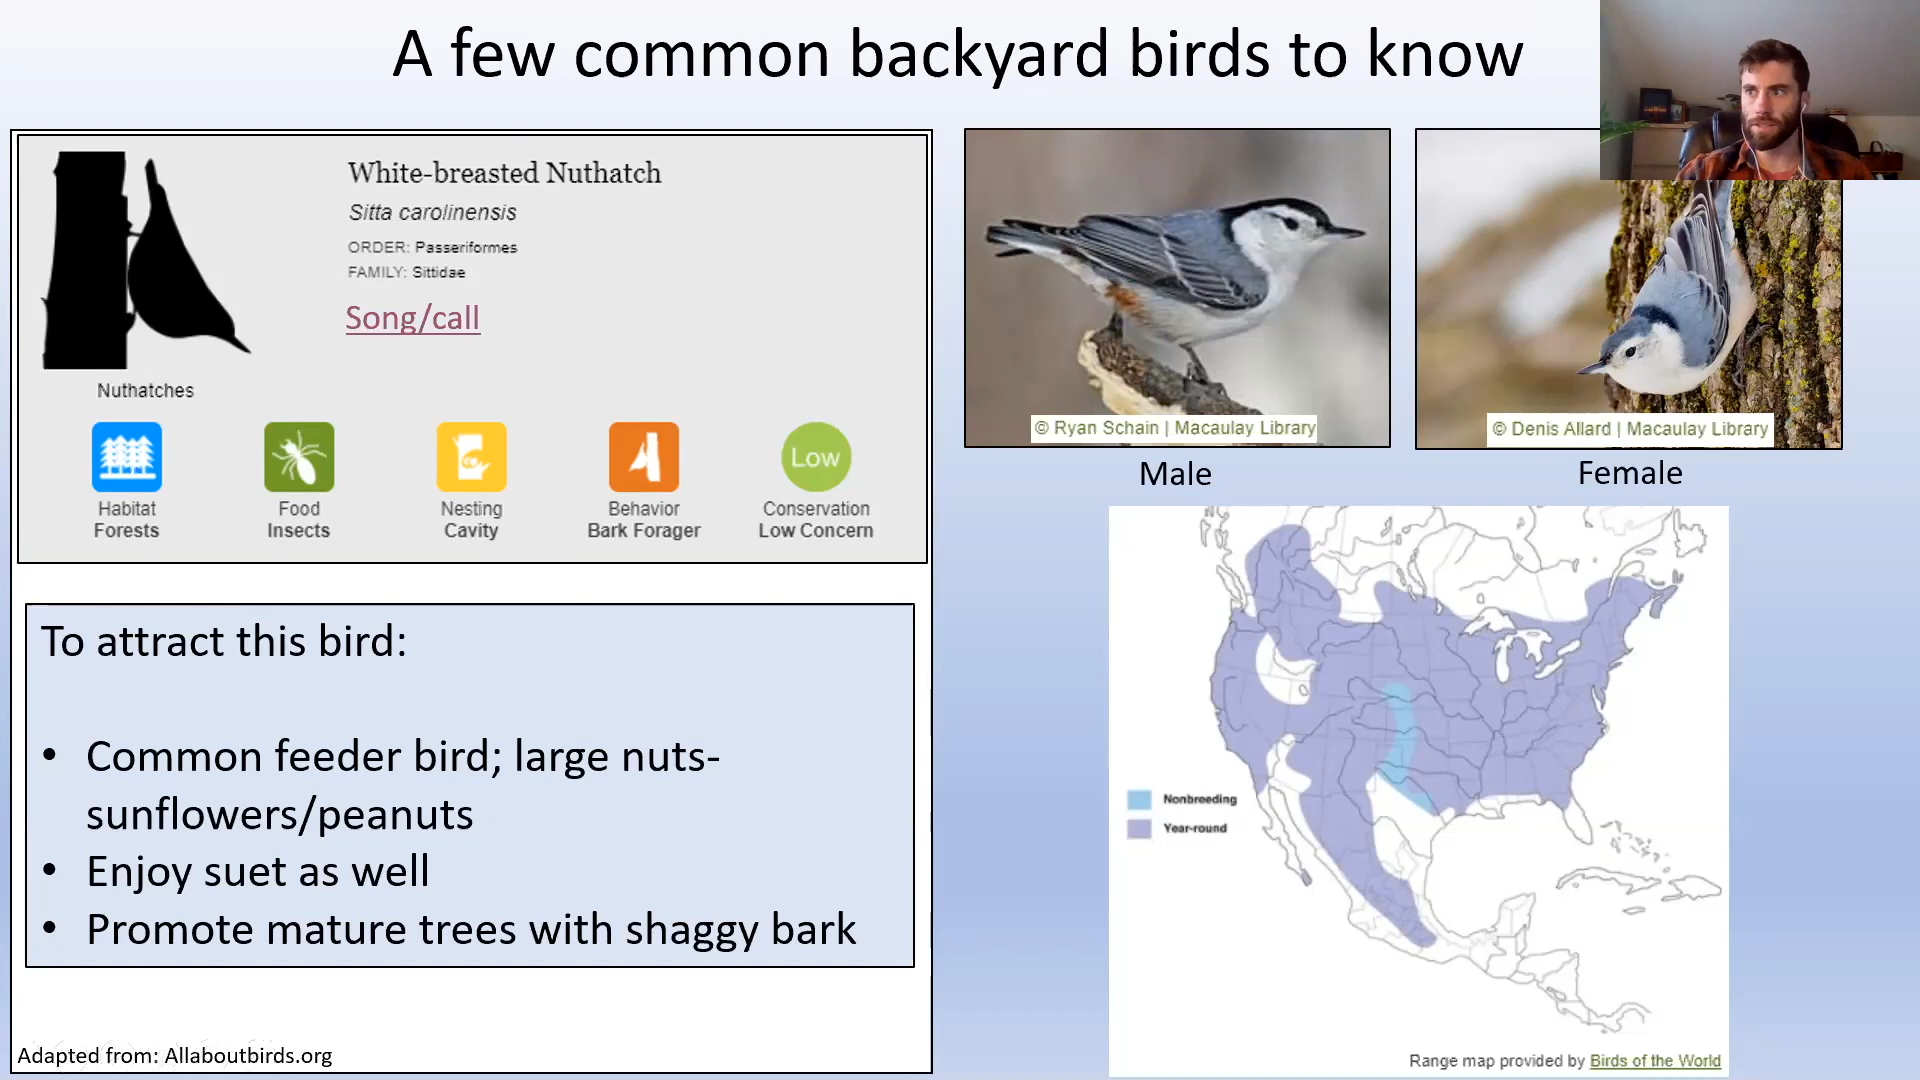 A few common backyard birds to know
White-breasted Nuthatch
Sitta carolinensis
ORDER: Passeriformes
FAMILY: Sittidae
Song/call
Nuthatches
Habitat
Forests
Food
Insects
Nesting
Cavity
Behavior
Bark Forager
Low
Conservation
Low Concern
To attract this bird:
• Common feeder bird; large nuts-
sunflowers/peanuts
• Enjoy suet as well
• Promote mature trees with shaggy bark
Adapted from: Allaboutbirds.org
© Ryan Schain | Macaulay Library
Male
© Denis Allard | Macaulay Library
Female
Nonbreeding
Year-round
Range map provided by Birds of the World